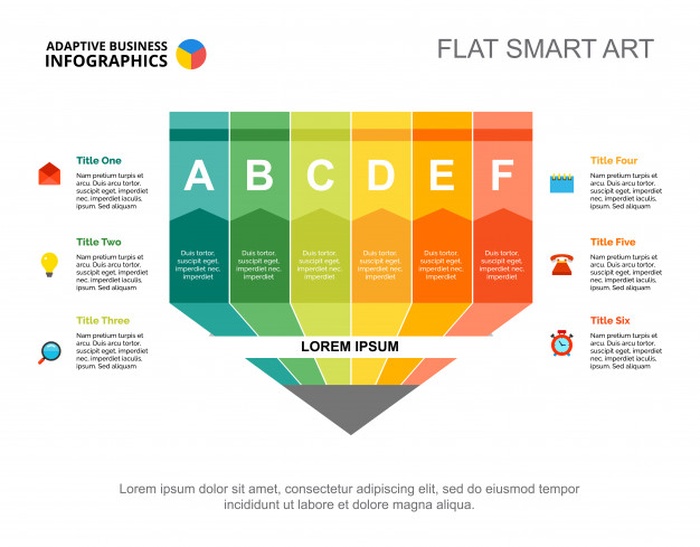 ADAPTIVE BUSINESS
INFOGRAPHICS
FLAT SMART ART
Title One
Nam pretium turpis et
arcu. Duis arcu tortor,
suscipit eget, imperdiet
nec, imperdiet iaculis,
ipsum. Sed aliquam
Title Two
Nam pretium turpis et
arcu. Duis arcu tortor,
suscipit eget, imperdiet
nec, imperdiet iaculis,
ipsum. Sed aliquam
Title Three
Nam pretium turpis et
arcu. Duis arcu tortor,
suscipit eget, imperdiet
nec, imperdiet iaculis,
ipsum. Sed aliquam
A B C D E F
Duis tortor,
suscipit eget,
imperdiet nec,
imperdiet
Duis tortor,
suscipit eget,
imperdiet nec,
imperdiet
Duis tortor,
suscipit eget,
imperdiet nec,
imperdiet
Duis tortor,
suscipit eget,
imperdiet nec,
imperdiet
Duis tortor,
suscipit eget,
imperdiet nec,
imperdiet
Duis tortor,
suscipit eget,
imperdiet nec,
imperdiet
LOREM IPSUM
Title Four
Nam pretium turpis et
arcu. Duis arcu tortor,
suscipit eget, imperdiet
nec, imperdiet iaculis,
ipsum. Sed aliquam
Title Five
Nam pretium turpis et
arcu. Duis arcu tortor,
suscipit eget, imperdiet
nec, imperdiet iaculis,
ipsum. Sed aliquam
Title Six
Nam pretium turpis et
arcu. Duis arcu tortor,
suscipit eget, imperdiet
nec, imperdiet iaculis,
ipsum. Sed aliquam
Lorem ipsum dolor sit amet, consectetur adipiscing elit, sed do eiusmod tempor
incididunt ut labore et dolore magna aliqua.